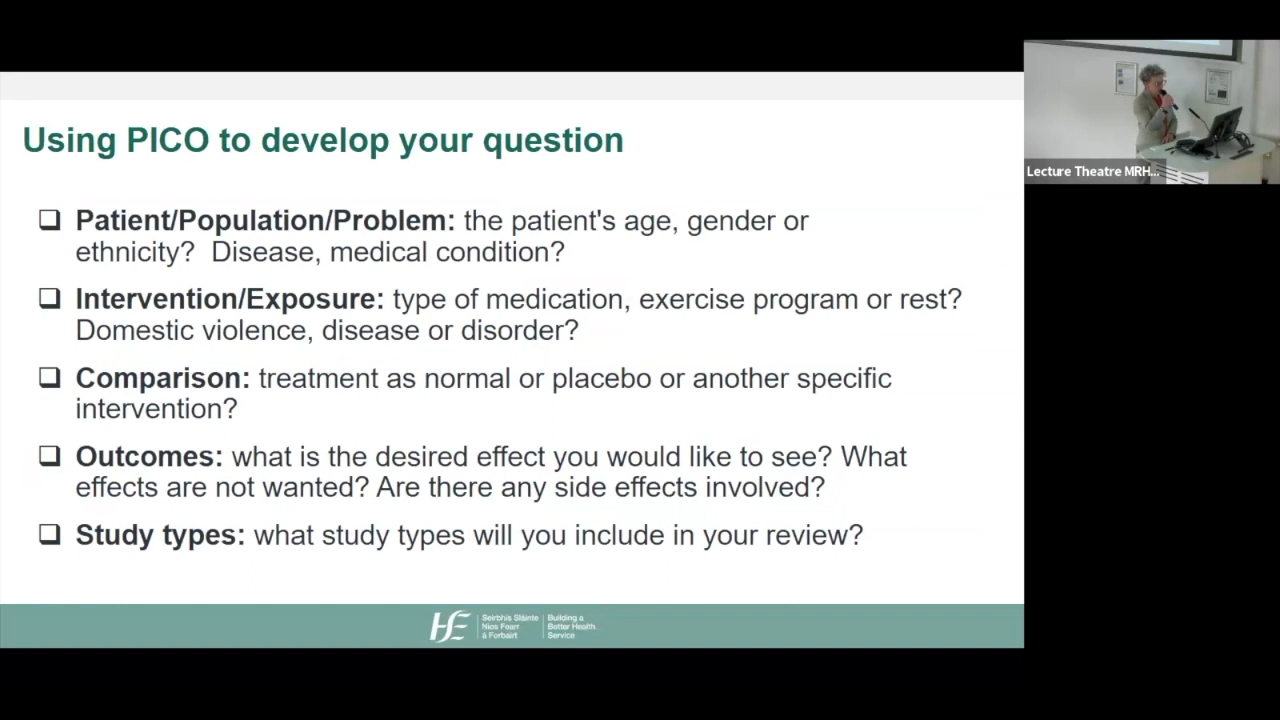 Using PICO to develop your question
Patient/Population/Problem: the patient's age, gender or
ethnicity?  Disease, medical condition?
Intervention/Exposure: type of medication, exercise program or rest?
Domestic violence, disease or disorder?
Comparison: treatment as normal or placebo or another specific
intervention?
Outcomes: what is the desired effect you would like to see? What
effects are not wanted? Are there any side effects involved?
Study types: what study types will you include in your review?
Seirbhís Sláinte
Níos Fearr
á Forbairt
Building a
Better Health
Service
Lecture Theatre MRH...